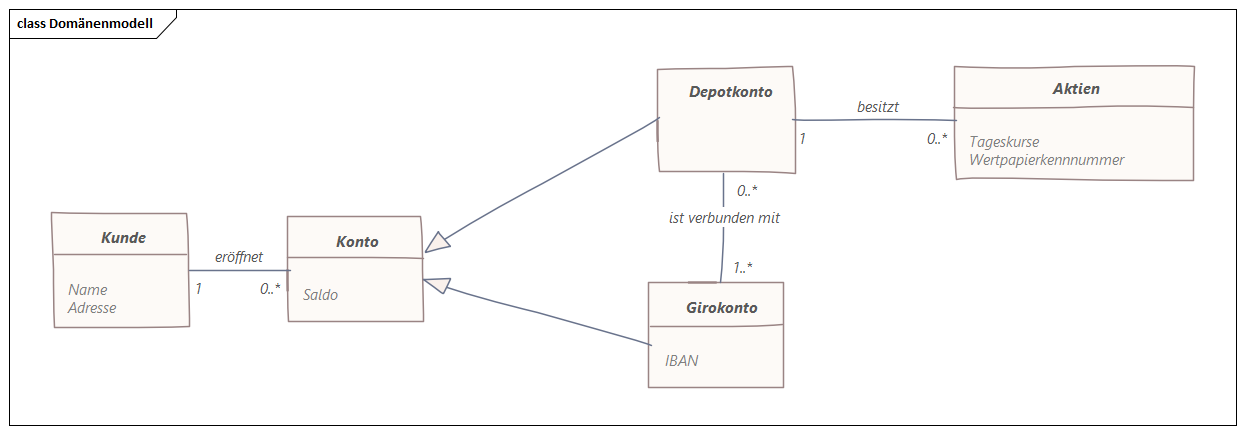 class Domänenmodell
Depotkonto
besitzt
1
0..*
Aktien
Tageskurse
Wertpapierkennnummer
0..*
ist verbunden mit
1..*
Kunde
Name
Adresse
eröffnet
1
0..*
Konto
Saldo
Girokonto
IBAN